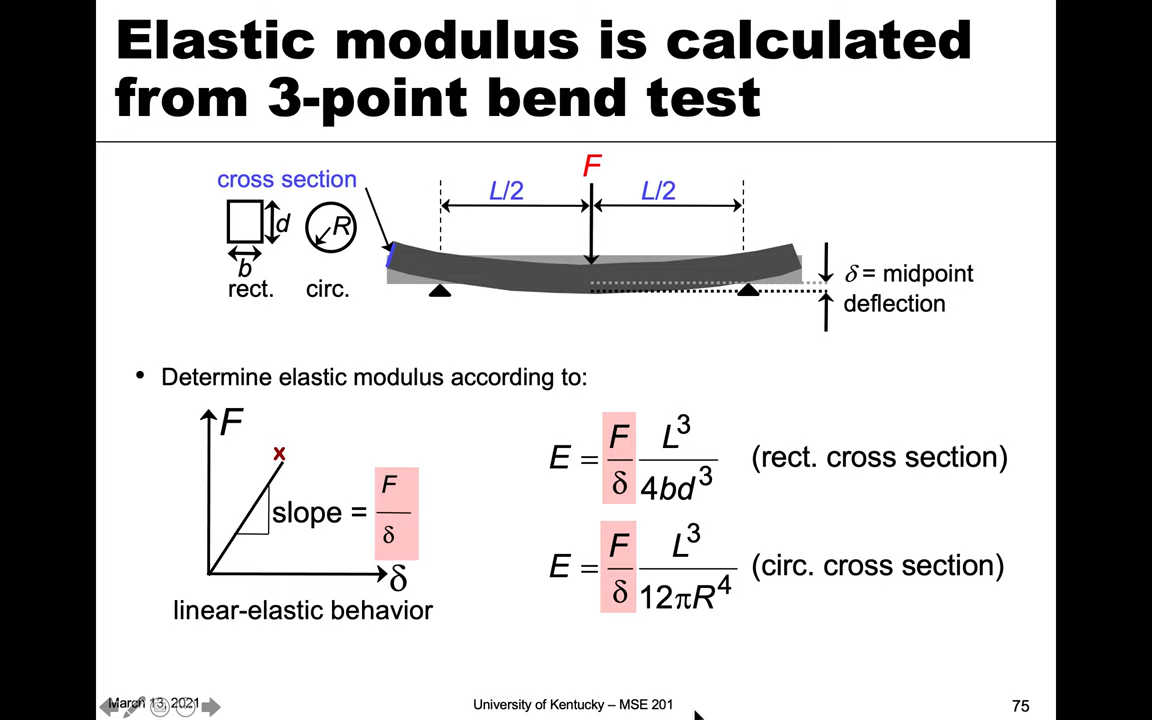 Elastic modulus is calculated
from 3-point bend test
cross section
d
R
b
rect. circ.
F
L/2 L/2
δ = midpoint
deflection
• Determine elastic modulus according to:
F
x
slope = F/δ
δ
linear-elastic behavior
E = F/δ L³/4bd³ (rect. cross section)
E = F/δ L³/12πR⁴ (circ. cross section)
March 13, 2021
University of Kentucky – MSE 201
75